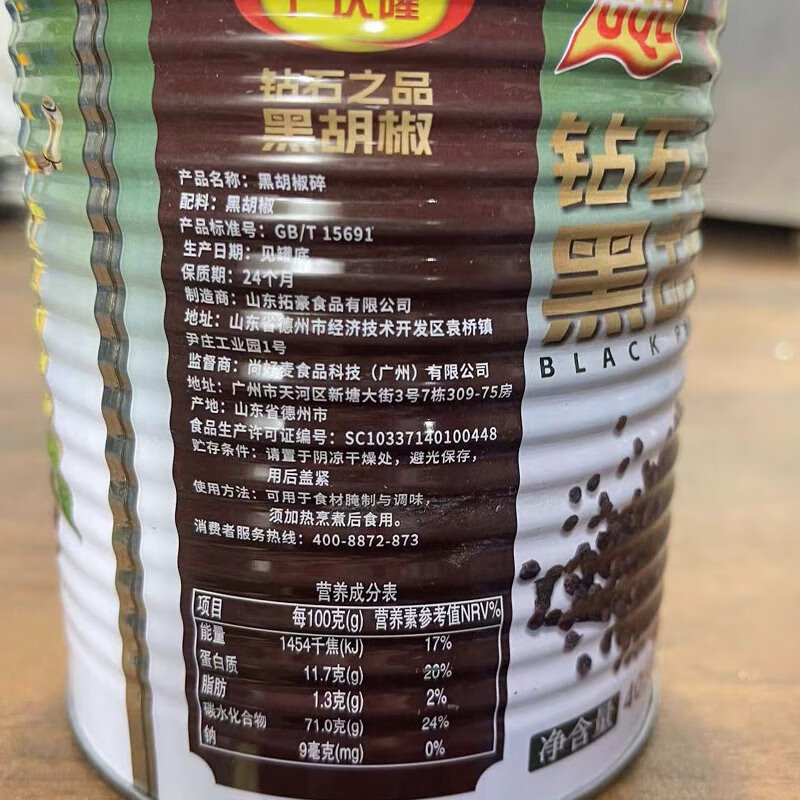 钻石之品
黑胡椒
产品名称：黑胡椒碎
配料：黑胡椒
产品标准号：GB/T 15691
生产日期：见罐底
保质期：24个月
制造商：山东拓豪食品有限公司
地址：山东省德州市经济技术开发区袁桥镇
尹庄工业园1号
监督商：尚好麦食品科技（广州）有限公司
地址：广州市天河区新塘大街3号7栋309-75房
产地：山东省德州市
食品生产许可证编号：SC10337140100448
贮存条件：请置于阴凉干燥处，避光保存，
用后盖紧
使用方法：可用于食材腌制与调味，
须加热烹煮后食用。
消费者服务热线：400-8872-873
营养成分表
项目 每100克(g) 营养素参考值NRV%
能量 1454千焦(kJ) 17%
蛋白质 11.7克(g) 20%
脂肪 1.3克(g) 2%
碳水化合物 71.0克(g) 24%
钠 9毫克(mg) 0%
钻石
黑
BLACK
净含量